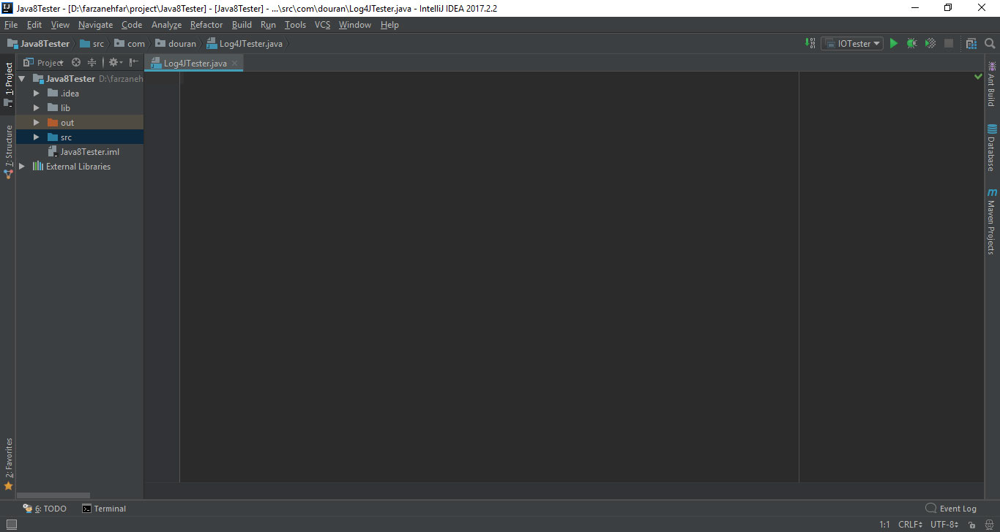 Java8Tester - [D:\farzanehfar\project\Java8Tester] - [Java8Tester] - ...\src\com\douran\Log4JTester.java - IntelliJ IDEA 2017.2.2
File Edit View Navigate Code Analyze Refactor Build Run Tools VCS Window Help
Java8Tester src com douran Log4JTester.java IOTester
1: Project
Project
Log4JTester.java
Java8Tester D:\farzaneh
.idea
lib
out
src
Java8Tester.iml
External Libraries
7: Structure
2: Favorites
Ant Build
Database
Maven Projects
6: TODO Terminal Event Log
1:1 CRLF UTF-8